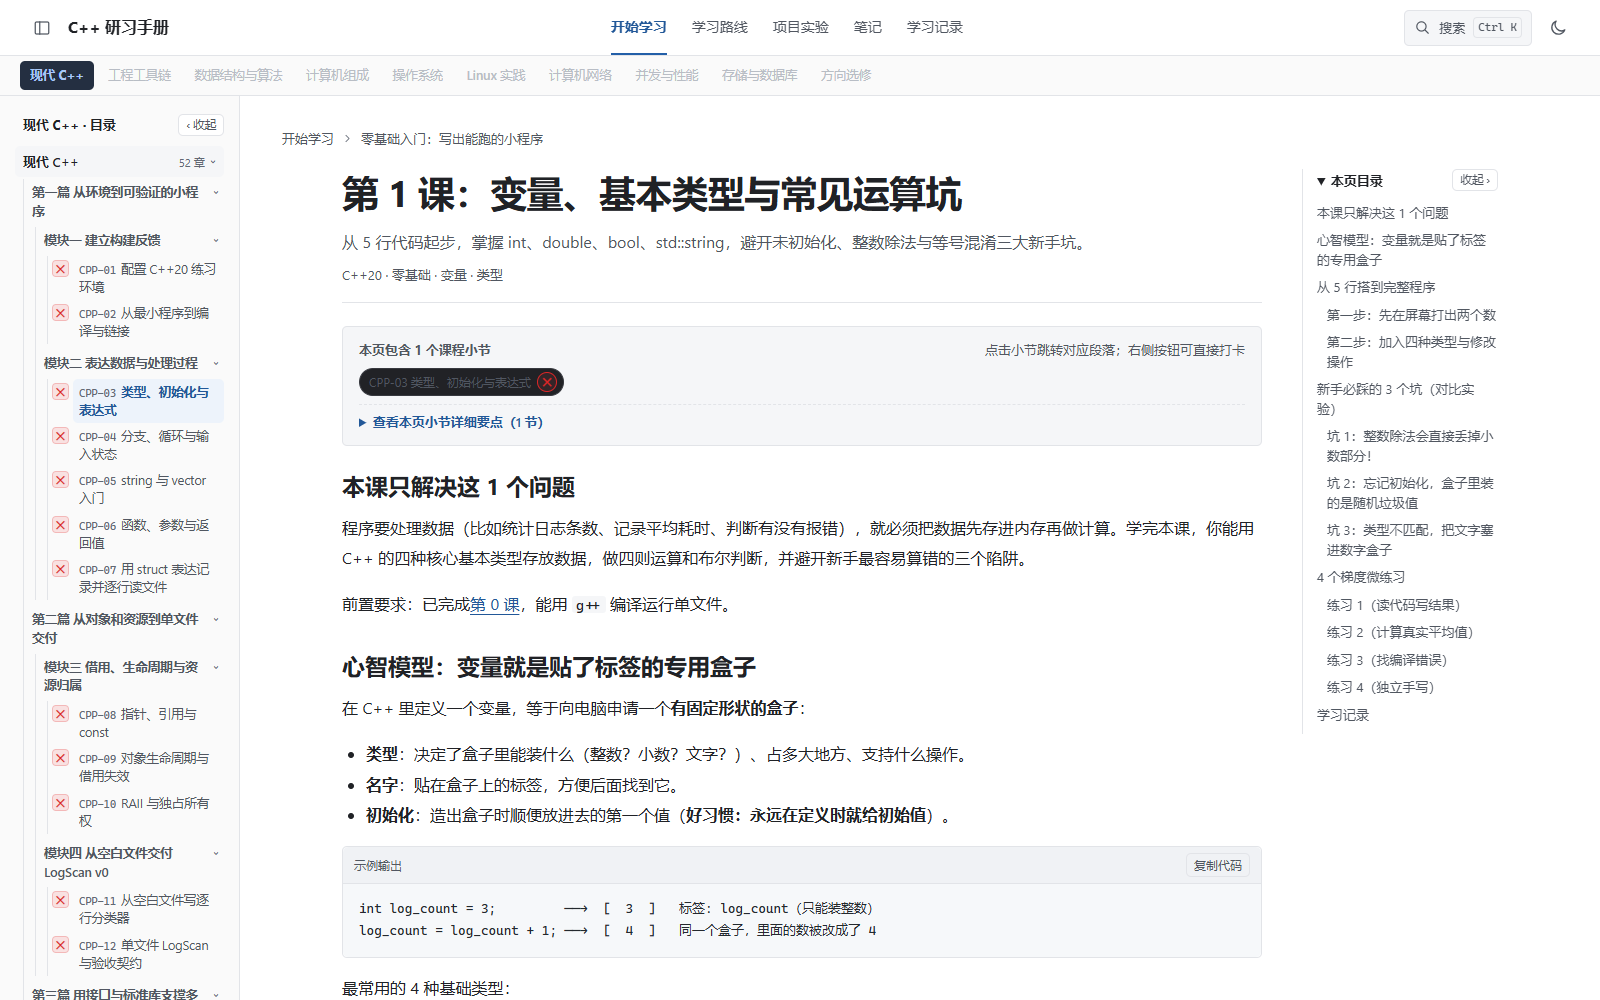 C++ 研习手册
开始学习 学习路线 项目实验 笔记 学习记录
搜索 Ctrl K
现代 C++ 工程工具链 数据结构与算法 计算机组成 操作系统 Linux 实践 计算机网络 并发与性能 存储与数据库 方向选修
现代 C++ · 目录
‹ 收起
现代 C++
52 章
第一篇 从环境到可验证的小程
序
模块一 建立构建反馈
CPP-01 配置 C++20 练习
环境
CPP-02 从最小程序到编
译与链接
模块二 表达数据与处理过程
CPP-03 类型、初始化与
表达式
CPP-04 分支、循环与输
入状态
CPP-05 string 与 vector
入门
CPP-06 函数、参数与返
回值
CPP-07 用 struct 表达记
录并逐行读文件
第二篇 从对象和资源到单文件
交付
模块三 借用、生命周期与资
源归属
CPP-08 指针、引用与
const
CPP-09 对象生命周期与
借用失效
CPP-10 RAII 与独占所有
权
模块四 从空白文件交付
LogScan v0
CPP-11 从空白文件写逐
行分类器
CPP-12 单文件 LogScan
与验收契约
第三篇 用接口与标准库支撑多
开始学习 › 零基础入门：写出能跑的小程序
第 1 课：变量、基本类型与常见运算坑
从 5 行代码起步，掌握 int、double、bool、std::string，避开未初始化、整数除法与等号混淆三大新手坑。
C++20 · 零基础 · 变量 · 类型
本页包含 1 个课程小节
点击小节跳转对应段落；右侧按钮可直接打卡
CPP-03 类型、初始化与表达式
▶ 查看本页小节详细要点（1 节）
本课只解决这 1 个问题
程序要处理数据（比如统计日志条数、记录平均耗时、判断有没有报错），就必须把数据先存进内存再做计算。学完本课，你能用
C++ 的四种核心基本类型存放数据，做四则运算和布尔判断，并避开新手最容易算错的三个陷阱。
前置要求：已完成第 0 课，能用 g++ 编译运行单文件。
心智模型：变量就是贴了标签的专用盒子
在 C++ 里定义一个变量，等于向电脑申请一个有固定形状的盒子：
• 类型：决定了盒子里能装什么（整数？小数？文字？）、占多大地方、支持什么操作。
• 名字：贴在盒子上的标签，方便后面找到它。
• 初始化：造出盒子时顺便放进去的第一个值（好习惯：永远在定义时就给初始值）。
示例输出
复制代码
int log_count = 3; ──> [ 3 ] 标签：log_count（只能装整数）
log_count = log_count + 1; ──> [ 4 ] 同一个盒子，里面的数被改成了 4
最常用的 4 种基础类型：
▼ 本页目录
收起 ›
本课只解决这 1 个问题
心智模型：变量就是贴了标签
的专用盒子
从 5 行搭到完整程序
第一步：先在屏幕打出两个数
第二步：加入四种类型与修改
操作
新手必踩的 3 个坑（对比实
验）
坑 1：整数除法会直接丢掉小
数部分！
坑 2：忘记初始化，盒子里装
的是随机垃圾值
坑 3：类型不匹配，把文字塞
进数字盒子
4 个梯度微练习
练习 1（读代码写结果）
练习 2（计算真实平均值）
练习 3（找编译错误）
练习 4（独立手写）
学习记录